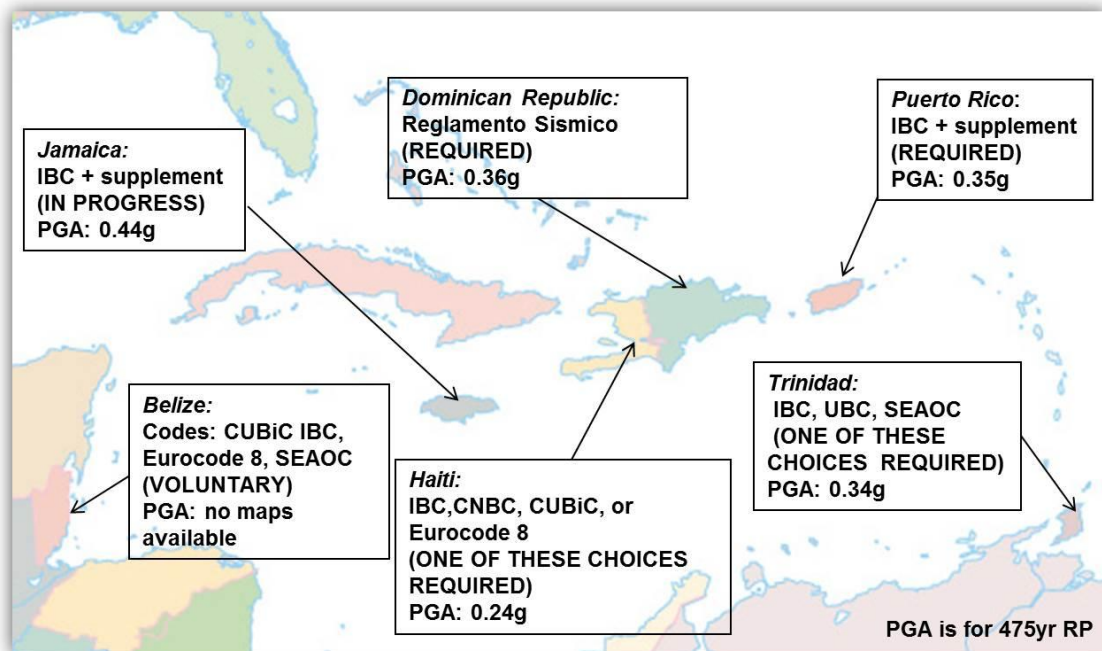 Dominican Republic:
Reglamento Sismico
(REQUIRED)
PGA: 0.36g
Puerto Rico:
IBC + supplement
(REQUIRED)
PGA: 0.35g
Jamaica:
IBC + supplement
(IN PROGRESS)
PGA: 0.44g
Belize:
Codes: CUBiC IBC,
Eurocode 8, SEAOC
(VOLUNTARY)
PGA: no maps
available
Haiti:
IBC,CNBC, CUBiC, or
Eurocode 8
(ONE OF THESE CHOICES
REQUIRED)
PGA: 0.24g
Trinidad:
IBC, UBC, SEAOC
(ONE OF THESE
CHOICES REQUIRED)
PGA: 0.34g
PGA is for 475yr RP